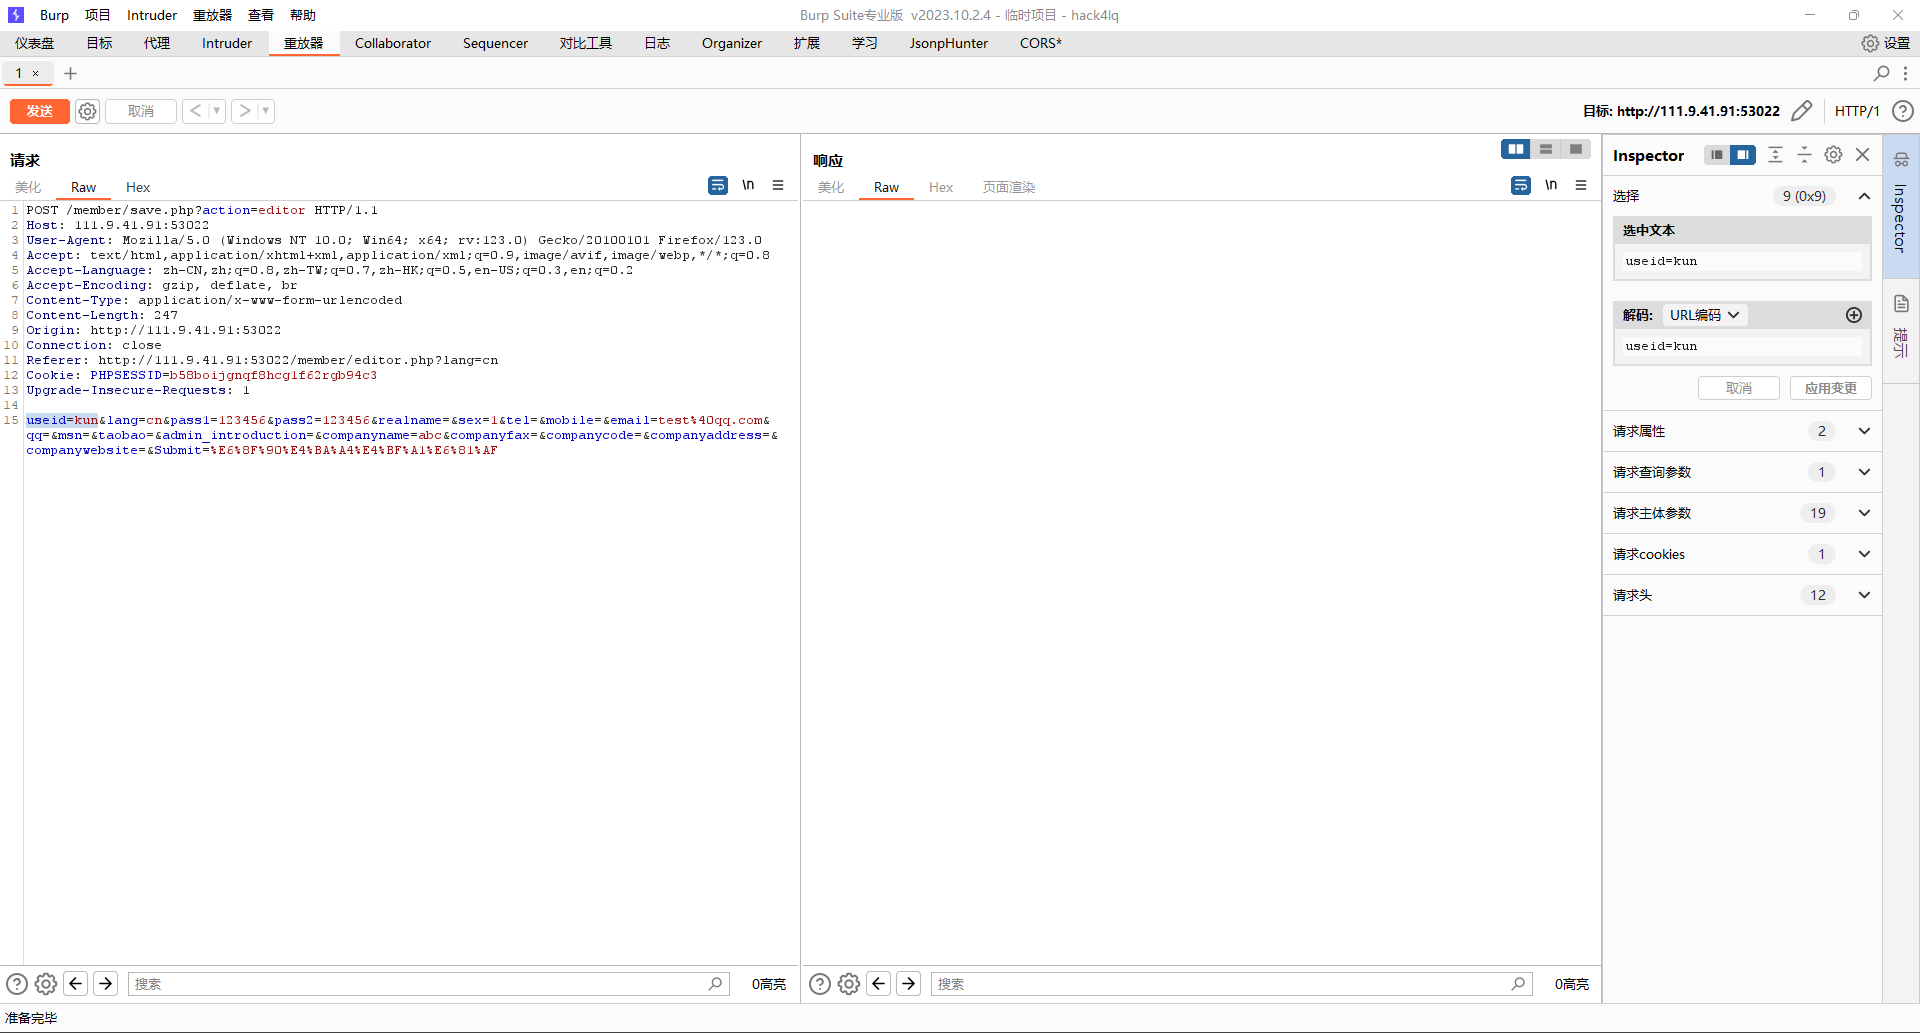 Burp 项目 Intruder 重放器 查看 帮助 Burp Suite专业版 v2023.10.2.4 - 临时项目 - hack4lq
仪表盘 目标 代理 Intruder 重放器 Collaborator Sequencer 对比工具 日志 Organizer 扩展 学习 JsonpHunter CORS* 设置
1 × +
发送 取消 < > 目标: http://111.9.41.91:53022 HTTP/1
请求
美化 Raw Hex \n
1 POST /member/save.php?action=editor HTTP/1.1
2 Host: 111.9.41.91:53022
3 User-Agent: Mozilla/5.0 (Windows NT 10.0; Win64; x64; rv:123.0) Gecko/20100101 Firefox/123.0
4 Accept: text/html,application/xhtml+xml,application/xml;q=0.9,image/avif,image/webp,*/*;q=0.8
5 Accept-Language: zh-CN,zh;q=0.8,zh-TW;q=0.7,zh-HK;q=0.5,en-US;q=0.3,en;q=0.2
6 Accept-Encoding: gzip, deflate, br
7 Content-Type: application/x-www-form-urlencoded
8 Content-Length: 247
9 Origin: http://111.9.41.91:53022
10 Connection: close
11 Referer: http://111.9.41.91:53022/member/editor.php?lang=cn
12 Cookie: PHPSESSID=b58boijgnqf8hcg1f62rgb94c3
13 Upgrade-Insecure-Requests: 1
14
15 useid=kun&lang=cn&pass1=123456&pass2=123456&realname=&sex=1&tel=&mobile=&email=test%40qq.com&
qq=&msn=&taobao=&admin_introduction=&companyname=abc&companyfax=&companycode=&companyaddress=&
companywebsite=&Submit=%E6%8F%90%E4%BA%A4%E4%BF%A1%E6%81%AF
搜索 0高亮
响应
美化 Raw Hex 页面渲染 \n
搜索 0高亮
Inspector
选择 9 (0x9)
选中文本
useid=kun
解码: URL编码
useid=kun
取消 应用变更
请求属性 2
请求查询参数 1
请求主体参数 19
请求cookies 1
请求头 12
Inspector
提示
准备完毕